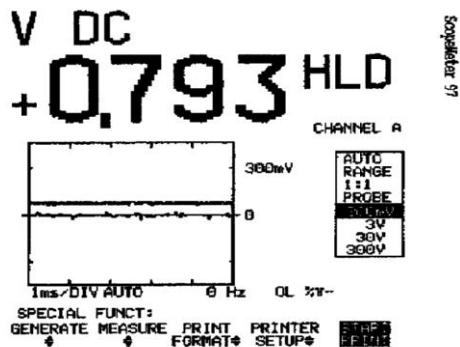 V DC
+0.793 HLD
ScopeMeter 97
CHANNEL A
300mV
0
AUTO
RANGE
1:1
PROBE
3V
30V
300V
1ms/DIV AUTO 0 Hz OL %
SPECIAL FUNCT:
GENERATE MEASURE PRINT PRINTER
FORMAT SETUP